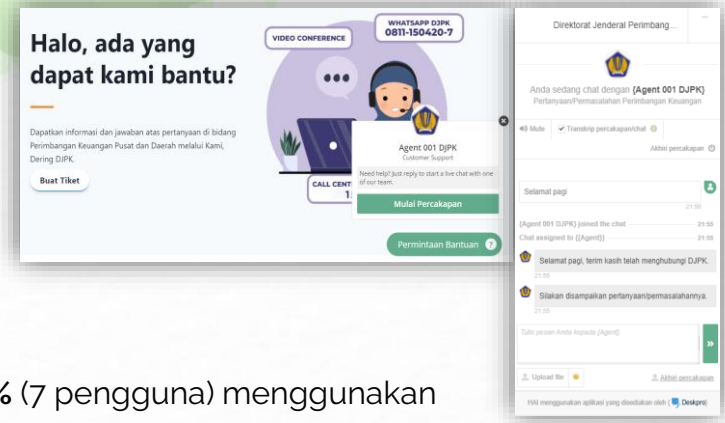 Halo, ada yang
dapat kami bantu?
Dapatkan informasi dan jawaban atas pertanyaan di bidang
Perimbangan Keuangan Pusat dan Daerah melalui Kami,
Dering DJPK.
Buat Tiket
VIDEO CONFERENCE
WHATSAPP DJPK
0811-150420-7
Agent 001 DJPK
Customer Support
Need help? Just reply to start a live chat with one
of our team.
Mulai Percakapan
CALL CENT
1
Permintaan Bantuan ?
Direktorat Jenderal Perimbang...
Anda sedang chat dengan {Agent 001 DJPK}
Pertanyaan/Permasalahan Perimbangan Keuangan
Mute
Transkrip percakapan/chat
Akhiri percakapan
Selamat pagi
21:55
{Agent 001 DJPK} joined the chat 21:55
Chat assigned to {{Agent}} 21:55
Selamat pagi, terim kasih telah menghubungi DJPK.
21:55
Silakan disampaikan pertanyaan/permasalahannya.
21:55
Tulis pesan Anda kepada {Agent}
Upload file
Akhiri percakapan
HAI menggunakan aplikasi yang disediakan oleh ( Deskpro)
% (7 pengguna) menggunakan